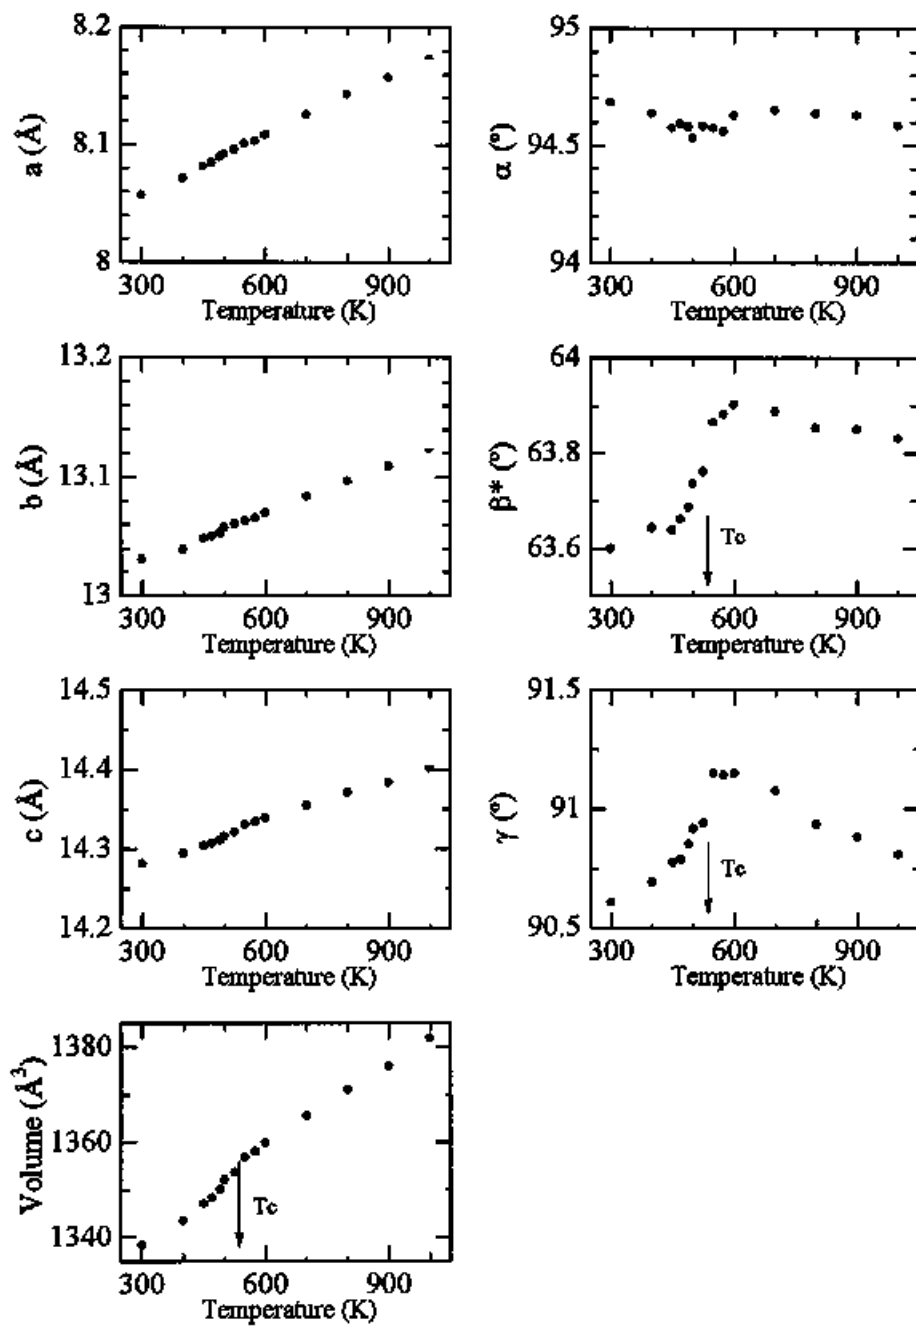 8.2
8.1
8
a (Å)
300 600 900
Temperature (K)
95
94.5
94
α (°)
300 600 900
Temperature (K)
13.2
13.1
13
b (Å)
300 600 900
Temperature (K)
64
63.8
63.6
β* (°)
Tc
300 600 900
Temperature (K)
14.5
14.4
14.3
14.2
c (Å)
300 600 900
Temperature (K)
91.5
91
90.5
γ (°)
Tc
300 600 900
Temperature (K)
1380
1360
1340
Volume (Å³)
Tc
300 600 900
Temperature (K)